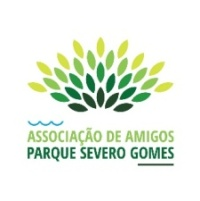 ASSOCIAÇÃO DE AMIGOS
PARQUE SEVERO GOMES